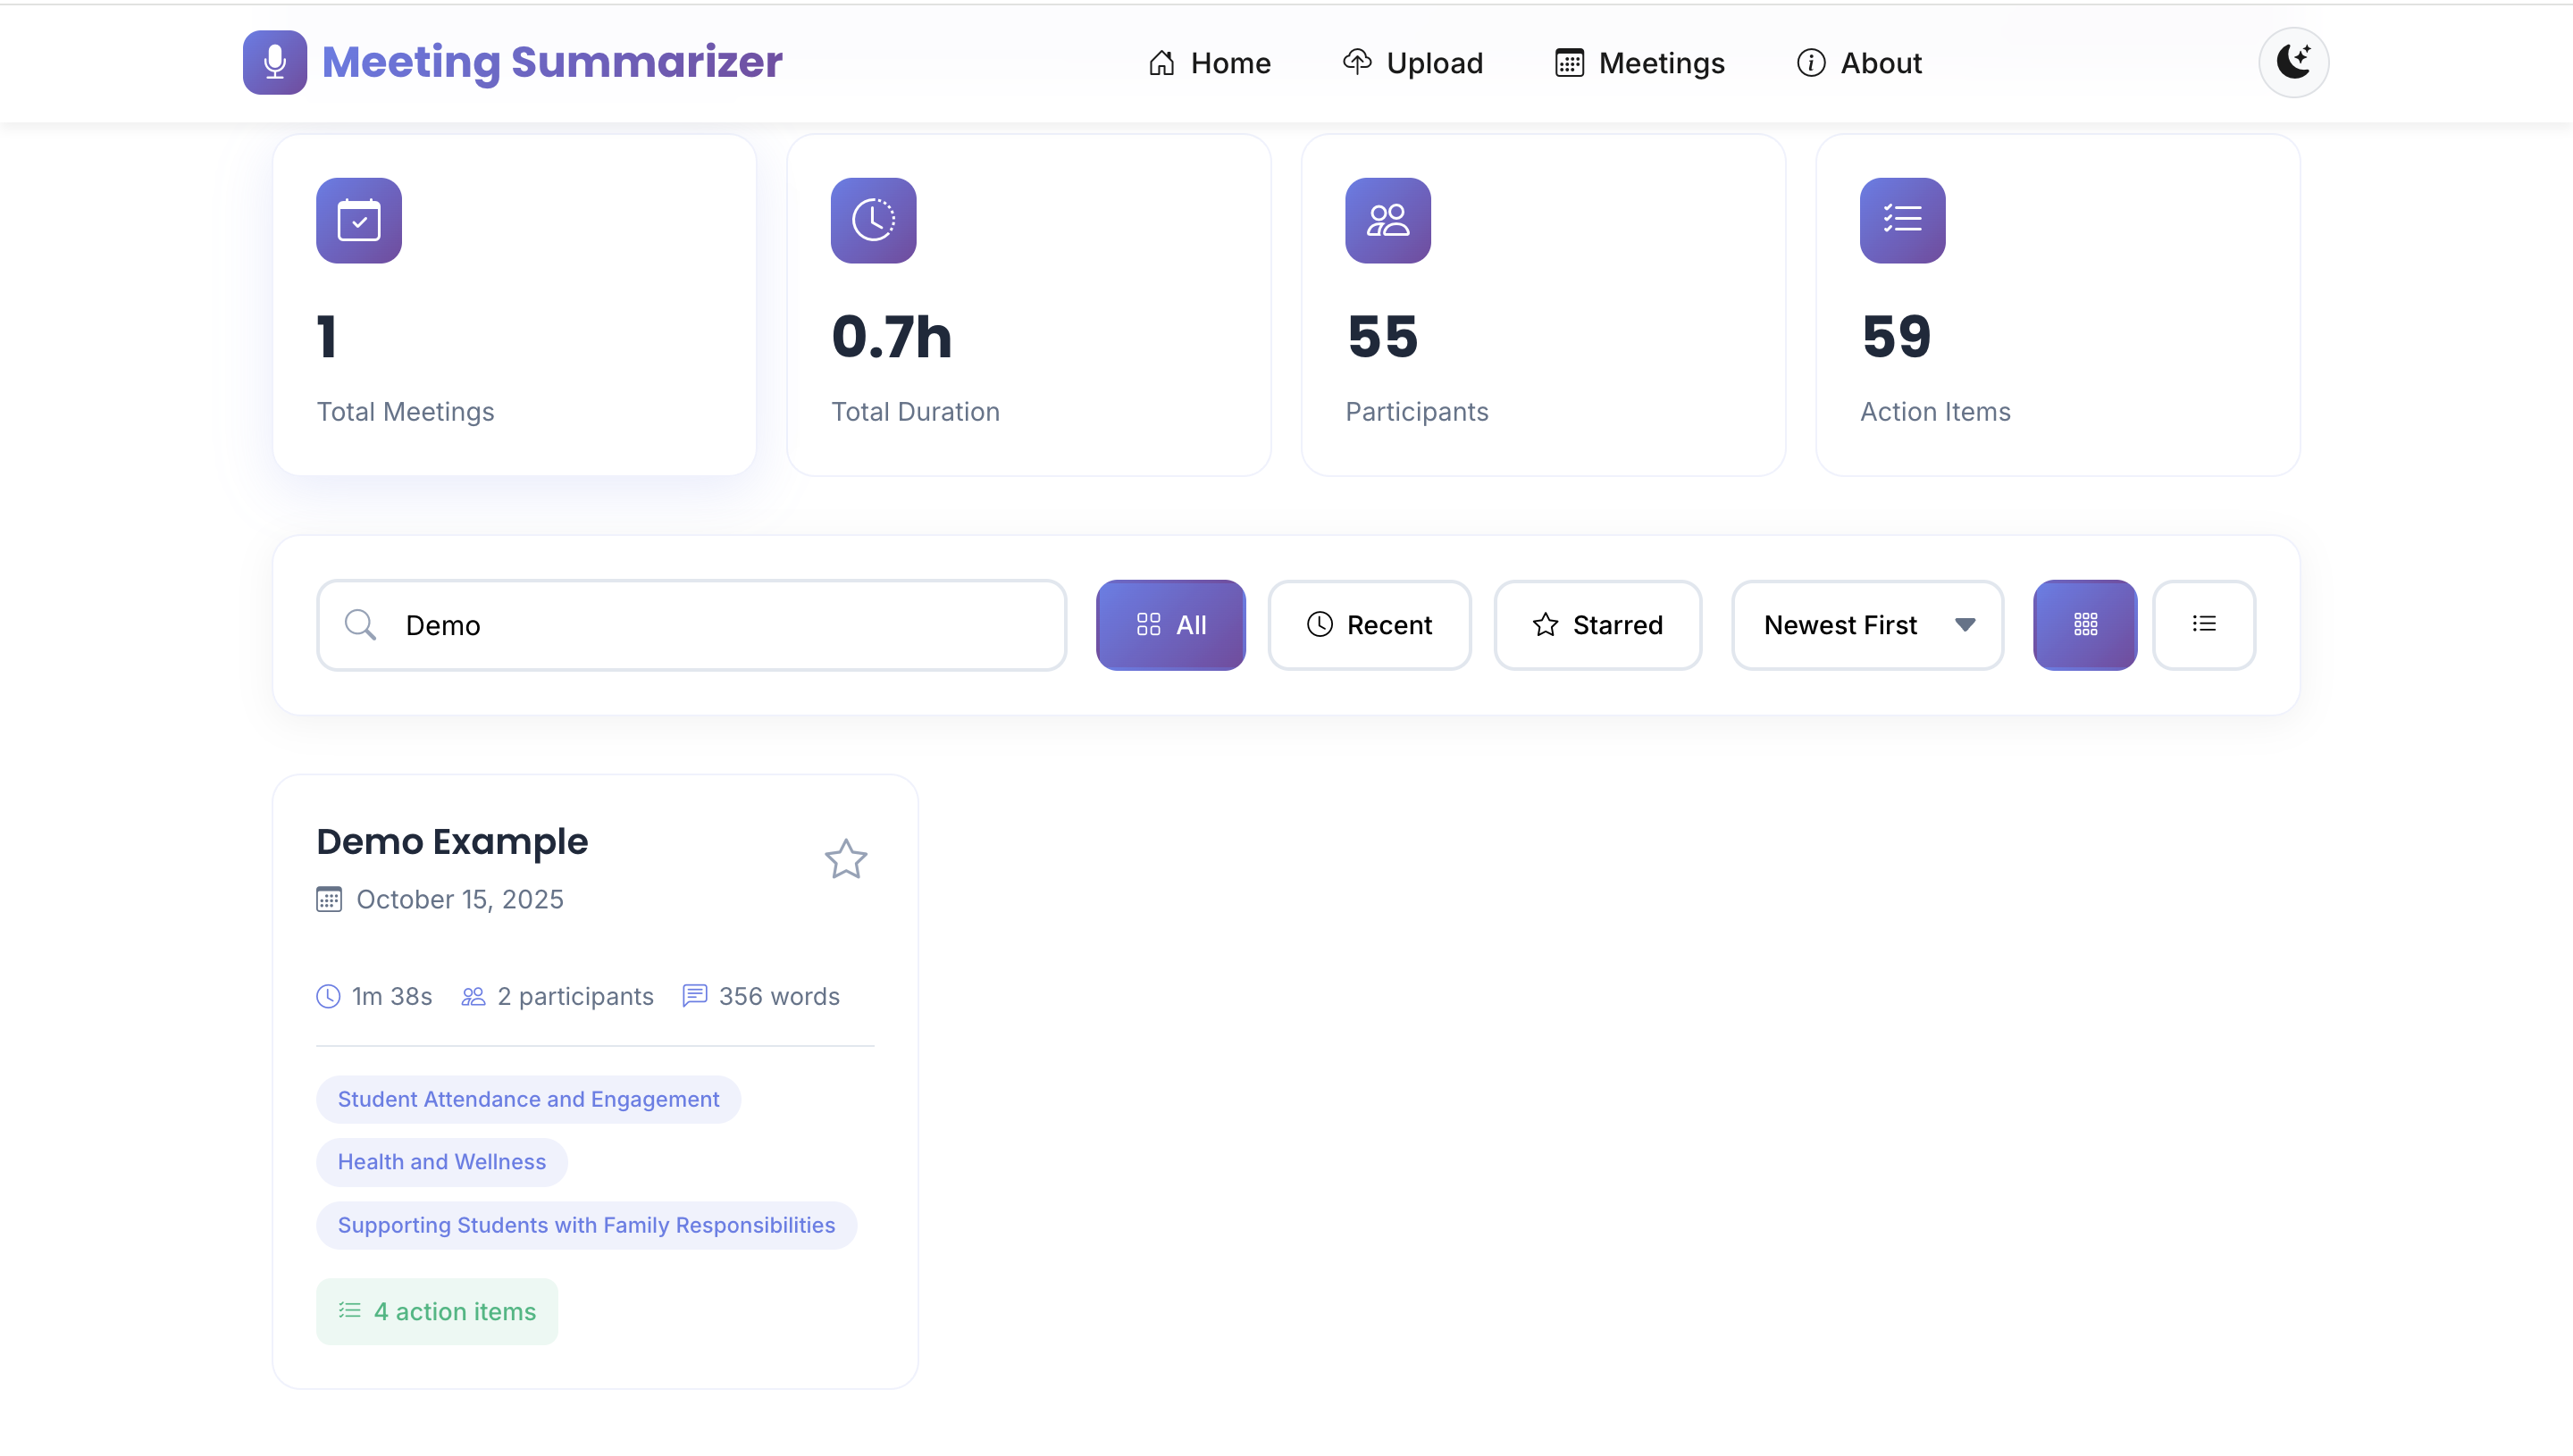 Meeting Summarizer
Home
Upload
Meetings
About
1
Total Meetings
0.7h
Total Duration
55
Participants
59
Action Items
Demo
All
Recent
Starred
Newest First
Demo Example
October 15, 2025
1m 38s
2 participants
356 words
Student Attendance and Engagement
Health and Wellness
Supporting Students with Family Responsibilities
4 action items